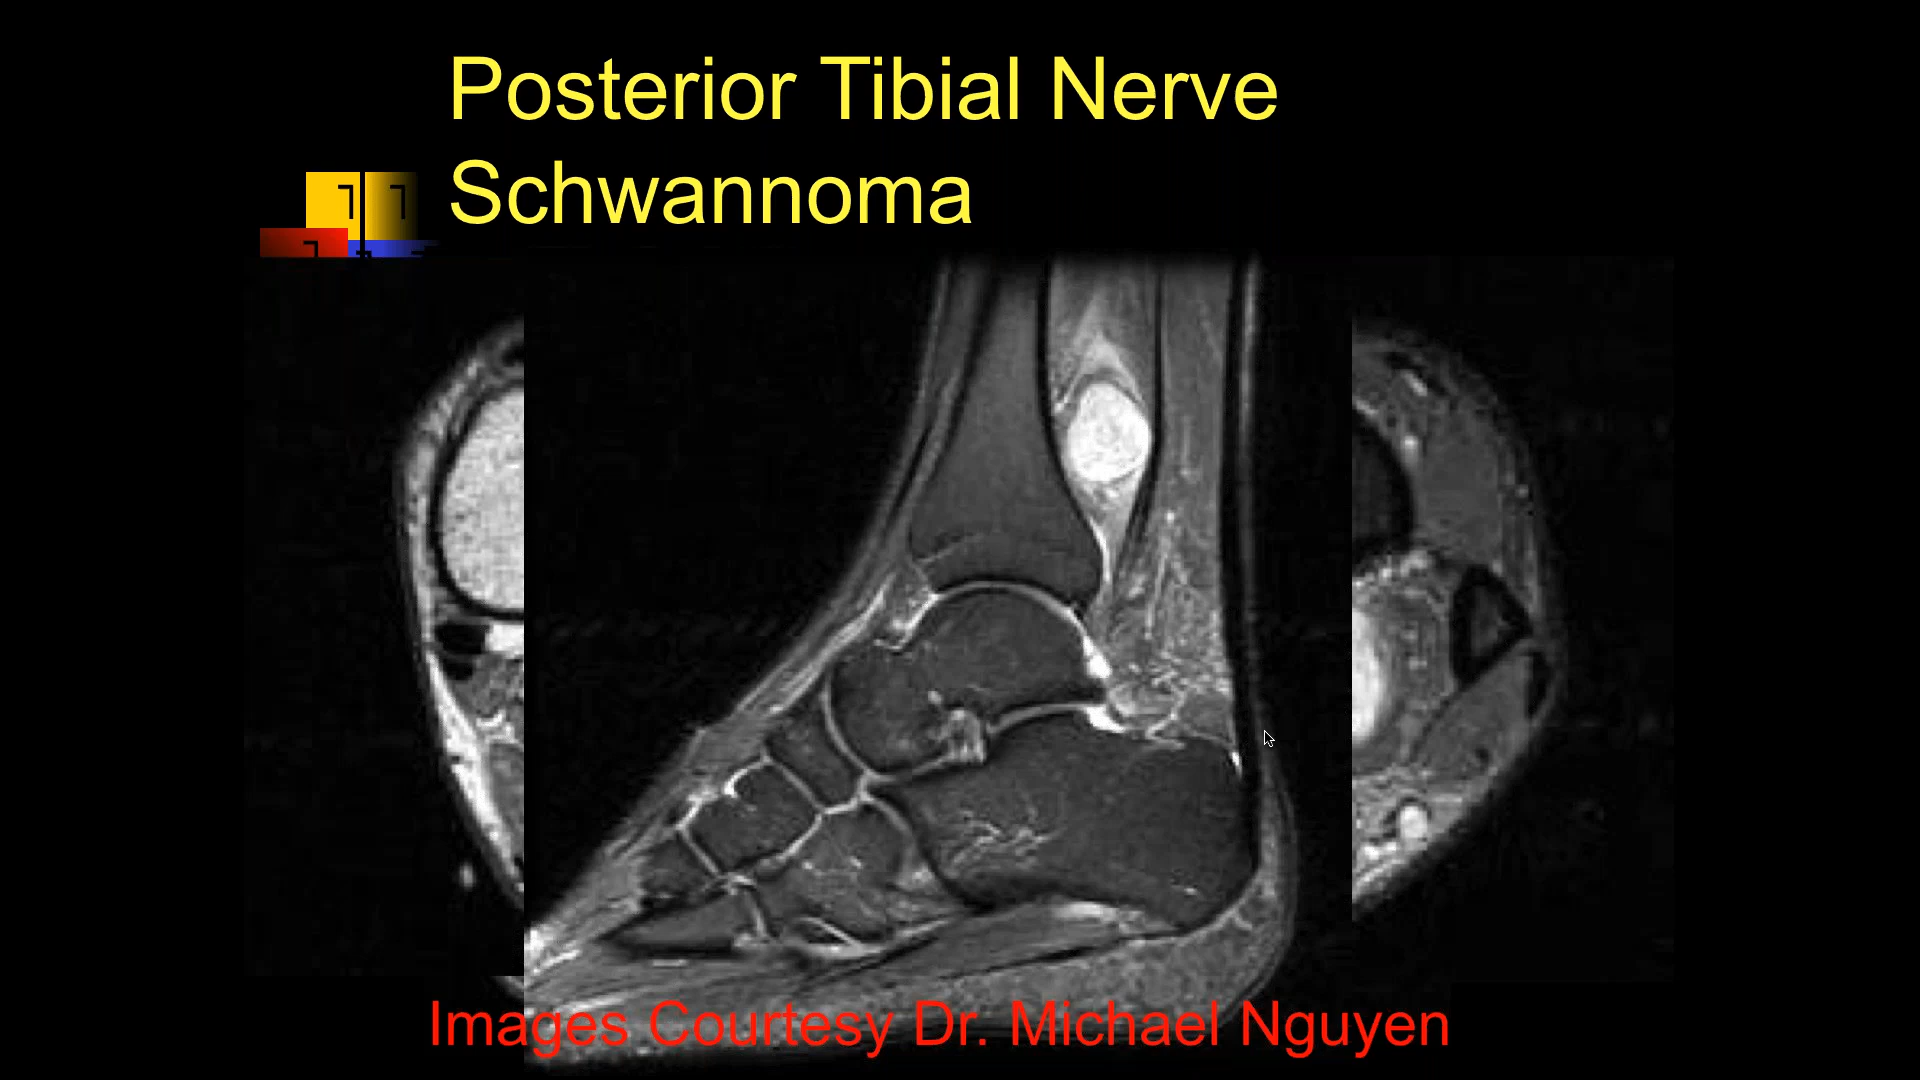 Posterior Tibial Nerve
Schwannoma
Images Courtesy Dr. Michael Nguyen